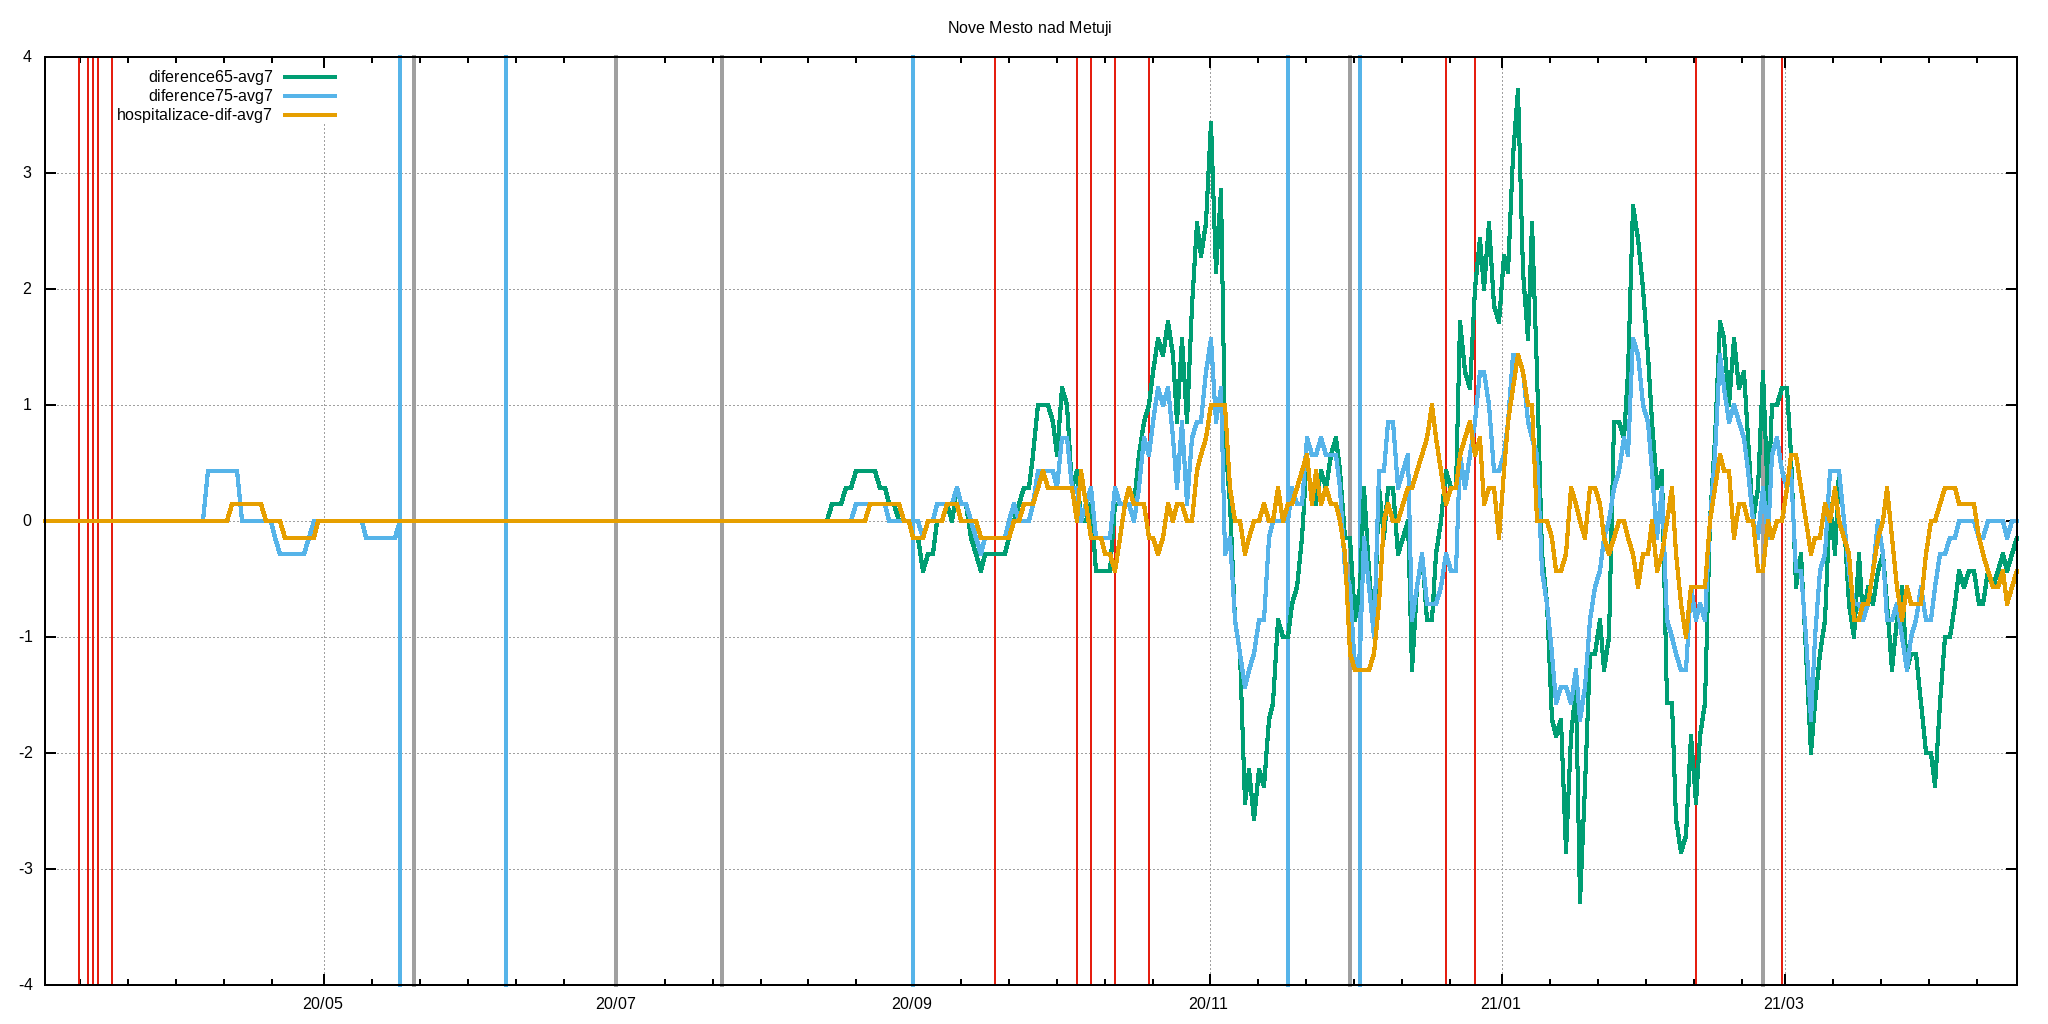 Nove Mesto nad Metuji
diference65-avg7
diference75-avg7
hospitalizace-dif-avg7
4
3
2
1
0
-1
-2
-3
-4
20/05 20/07 20/09 20/11 21/01 21/03